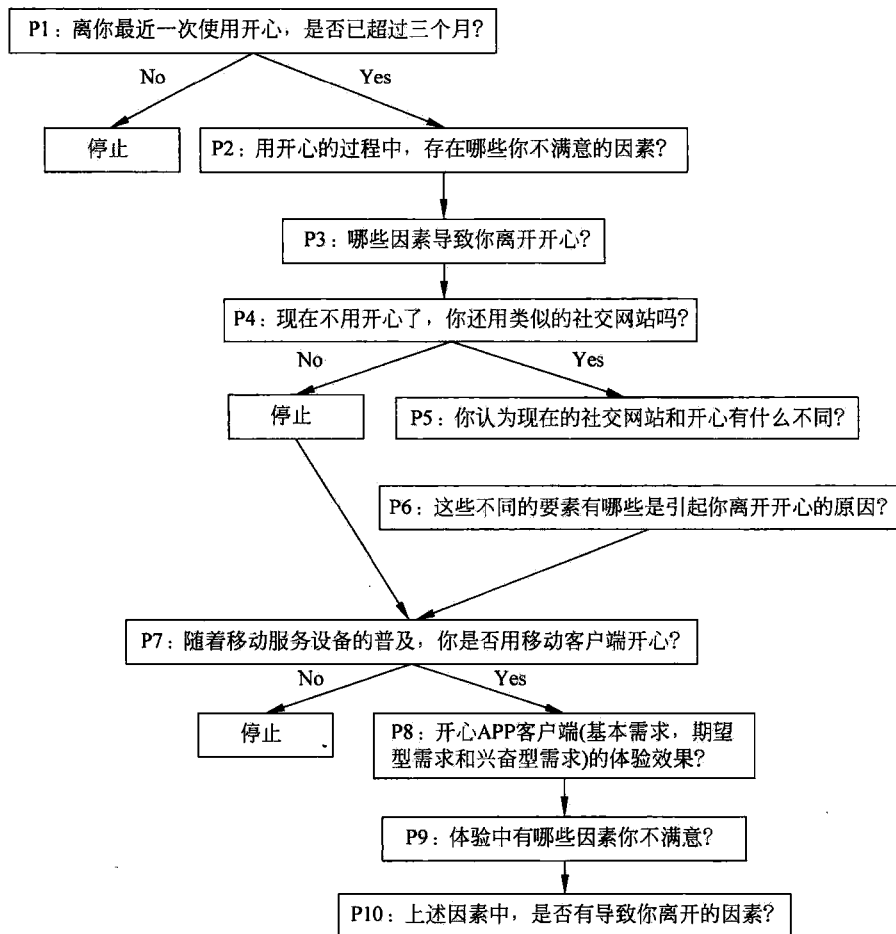 P1：离你最近一次使用开心，是否已超过三个月？
No
Yes
停止
P2：用开心的过程中，存在哪些你不满意的因素？
P3：哪些因素导致你离开开心？
P4：现在不用开心了，你还用类似的社交网站吗？
No
Yes
停止
P5：你认为现在的社交网站和开心有什么不同？
P6：这些不同的要素有哪些是引起你离开开心的原因？
P7：随着移动服务设备的普及，你是否用移动客户端开心？
No
Yes
停止
P8：开心APP客户端(基本需求，期望
型需求和兴奋型需求)的体验效果？
P9：体验中有哪些因素你不满意？
P10：上述因素中，是否有导致你离开的因素？